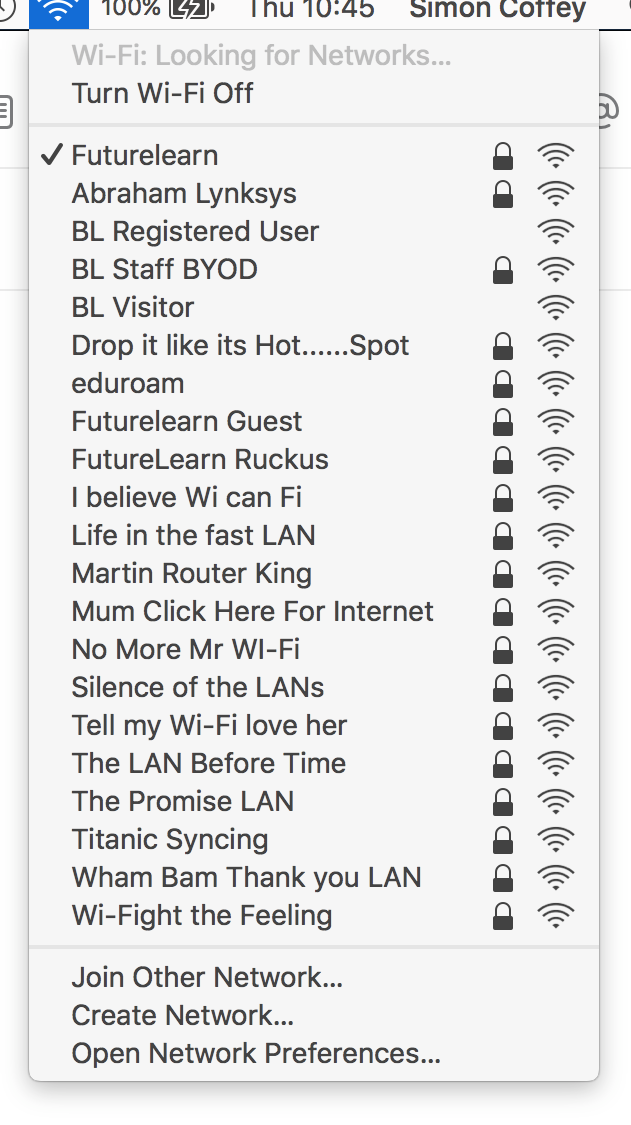 100% Thu 10:45 Simon Coffey
Wi-Fi: Looking for Networks...
Turn Wi-Fi Off
@
✓ Futurelearn
Abraham Lynksys
BL Registered User
BL Staff BYOD
BL Visitor
Drop it like its Hot......Spot
eduroam
Futurelearn Guest
FutureLearn Ruckus
I believe Wi can Fi
Life in the fast LAN
Martin Router King
Mum Click Here For Internet
No More Mr WI-Fi
Silence of the LANs
Tell my Wi-Fi love her
The LAN Before Time
The Promise LAN
Titanic Syncing
Wham Bam Thank you LAN
Wi-Fight the Feeling
Join Other Network...
Create Network...
Open Network Preferences...